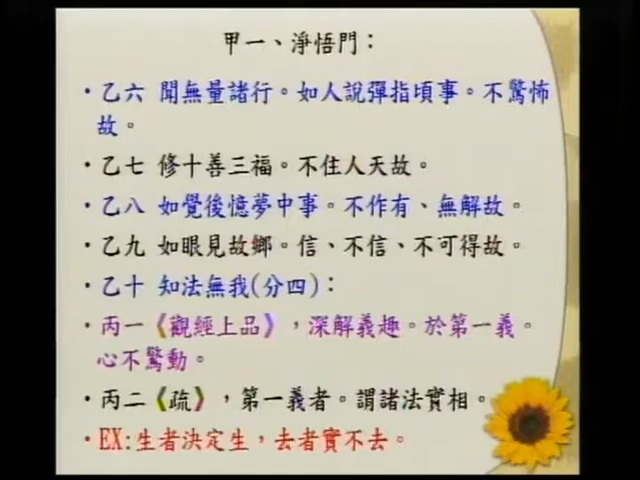 甲一、淨悟門：
• 乙六 聞無量諸行。如人說彈指頃事。不驚怖
故。
• 乙七 修十善三福。不住人天故。
• 乙八 如覺後憶夢中事。不作有、無解故。
• 乙九 如眼見故鄉。信、不信、不可得故。
• 乙十 知法無我(分四)：
• 丙一《觀經上品》，深解義趣。於第一義。
心不驚動。
• 丙二《疏》，第一義者。謂諸法實相。
• EX:生者決定生，去者實不去。